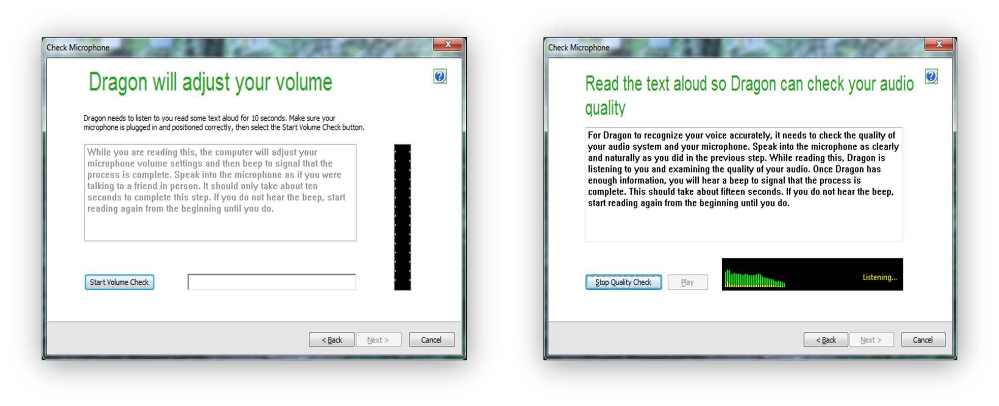 Check Microphone
Dragon will adjust your volume
Dragon needs to listen to you read some text aloud for 10 seconds. Make sure your
microphone is plugged in and positioned correctly, then select the Start Volume Check button.
While you are reading this, the computer will adjust your
microphone volume settings and then beep to signal that the
process is complete. Speak into the microphone as if you were
talking to a friend in person. It should only take about ten
seconds to complete this step. If you do not hear the beep, start
reading again from the beginning until you do.
Start Volume Check
< Back
Next >
Cancel
Check Microphone
Read the text aloud so Dragon can check your audio
quality
For Dragon to recognize your voice accurately, it needs to check the quality of
your audio system and your microphone. Speak into the microphone as clearly
and naturally as you did in the previous step. While reading this, Dragon is
listening to you and examining the quality of your audio. Once Dragon has
enough information, you will hear a beep to signal that the process is
complete. This should take about fifteen seconds. If you do not hear the beep,
start reading again from the beginning until you do.
Stop Quality Check
Play
Listening...
< Back
Next >
Cancel